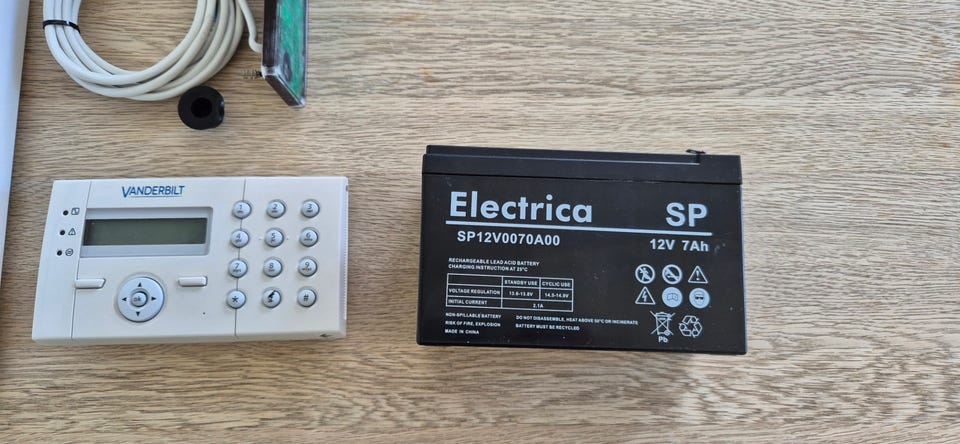 VANDERBILT
1
2
3
4
5
6
7
8
9
ok
*
0
#
Electrica SP
SP12V0070A00 12V 7Ah
RECHARGEABLE LEAD ACID BATTERY
CHARGING INSTRUCTION AT 25°C
STANDBY USE CYCLIC USE
VOLTAGE REGULATION 13.6-13.8V 14.5-14.9V
INITIAL CURRENT 2.1A
NON-SPILLABLE BATTERY DO NOT DISASSEMBLE, HEAT ABOVE 50°C OR INCINERATE
RISK OF FIRE, EXPLOSION BATTERY MUST BE RECYCLED
MADE IN CHINA
Pb